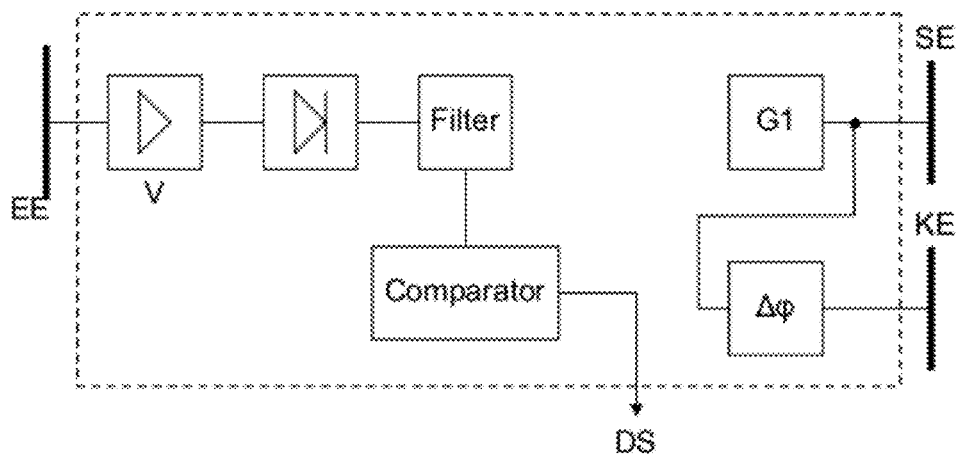 SE
Filter
G1
V
EE
KE
Comparator
Δφ
DS